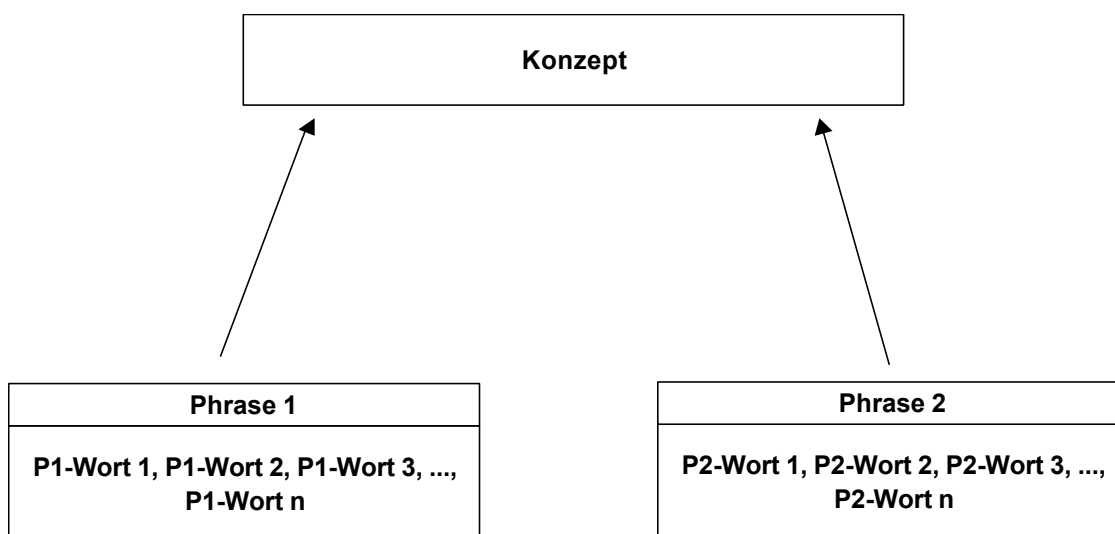 Konzept
Phrase 1
P1-Wort 1, P1-Wort 2, P1-Wort 3, ...,
P1-Wort n
Phrase 2
P2-Wort 1, P2-Wort 2, P2-Wort 3, ...,
P2-Wort n